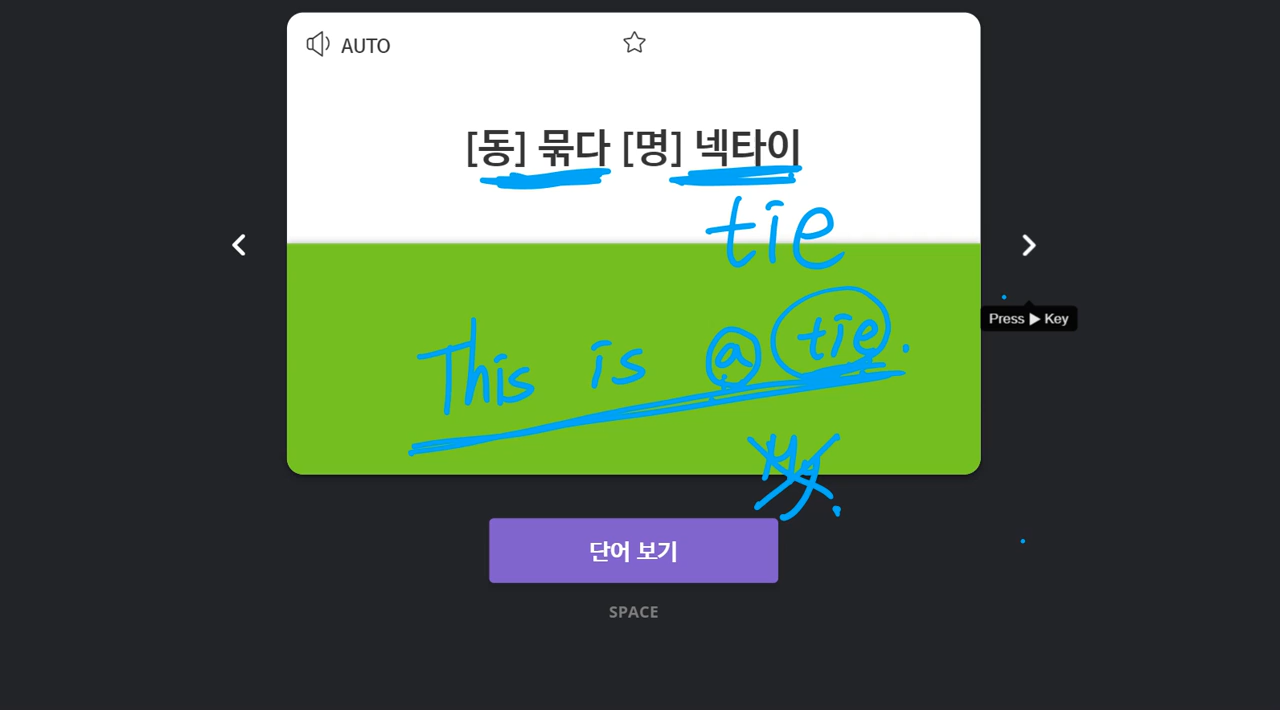 AUTO
[동] 묶다 [명] 넥타이
tie
This is a tie.
My
Press ▶ Key
단어 보기
SPACE